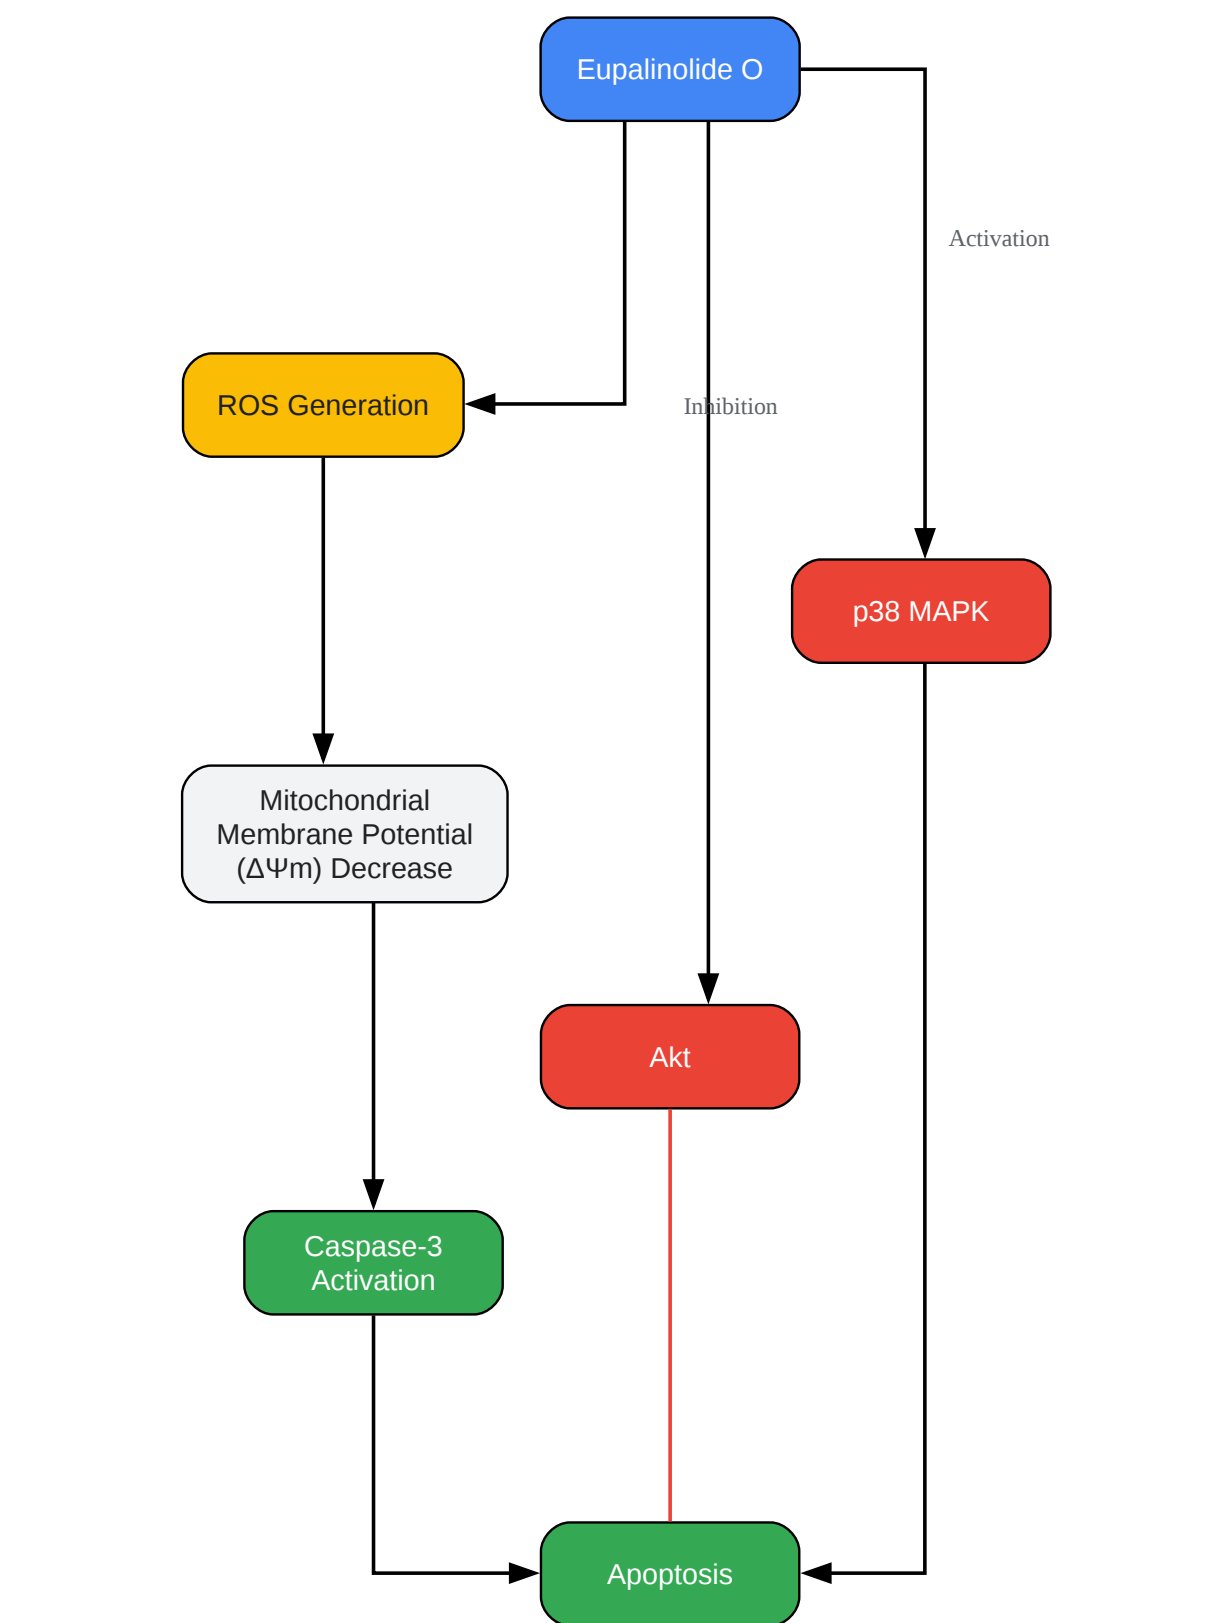 Eupalinolide O
Activation
ROS Generation
Inhibition
p38 MAPK
Mitochondrial
Membrane Potential
(ΔΨm) Decrease
Akt
Caspase-3
Activation
Apoptosis